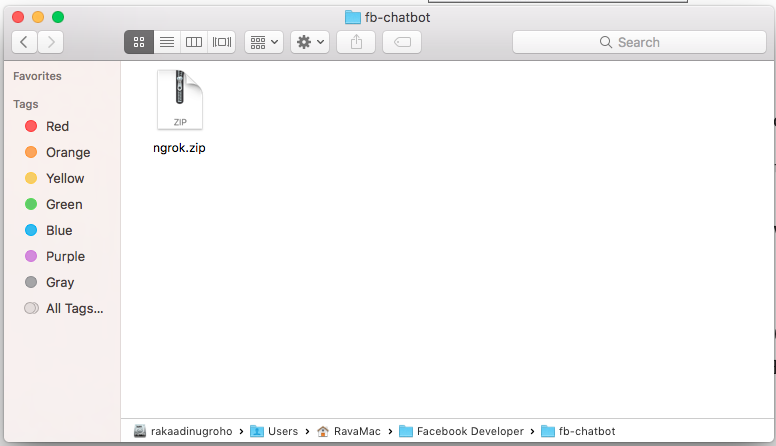 fb-chatbot
Search
Favorites
Tags
Red
Orange
Yellow
Green
Blue
Purple
Gray
All Tags...
ZIP
ngrok.zip
rakaadinugroho › Users › RavaMac › Facebook Developer › fb-chatbot